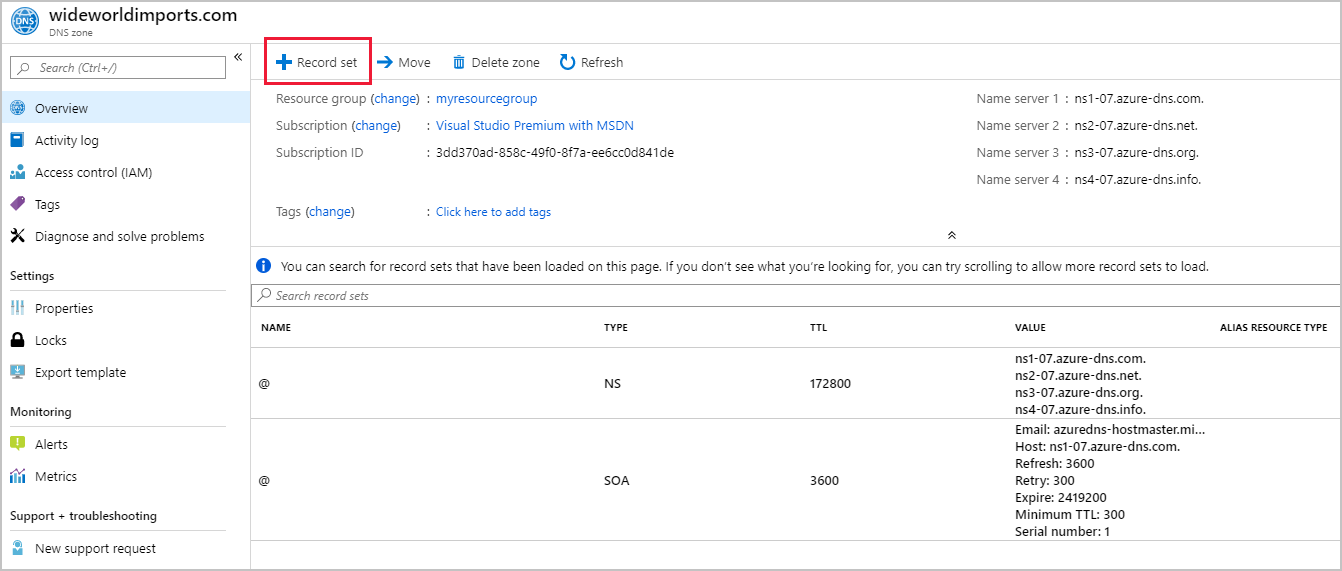 DNS
wideworldimports.com
DNS zone
Search (Ctrl+/)
«
Overview
Activity log
Access control (IAM)
Tags
Diagnose and solve problems
Settings
Properties
Locks
Export template
Monitoring
Alerts
Metrics
Support + troubleshooting
New support request
+ Record set → Move Delete zone Refresh
Resource group (change) : myresourcegroup
Subscription (change) : Visual Studio Premium with MSDN
Subscription ID : 3dd370ad-858c-49f0-8f7a-ee6cc0d841de
Tags (change) : Click here to add tags
Name server 1 : ns1-07.azure-dns.com.
Name server 2 : ns2-07.azure-dns.net.
Name server 3 : ns3-07.azure-dns.org.
Name server 4 : ns4-07.azure-dns.info.
You can search for record sets that have been loaded on this page. If you don't see what you're looking for, you can try scrolling to allow more record sets to load.
Search record sets
NAME TYPE TTL VALUE ALIAS RESOURCE TYPE
@ NS 172800
ns1-07.azure-dns.com.
ns2-07.azure-dns.net.
ns3-07.azure-dns.org.
ns4-07.azure-dns.info.
@ SOA 3600
Email: azuredns-hostmaster.mi...
Host: ns1-07.azure-dns.com.
Refresh: 3600
Retry: 300
Expire: 2419200
Minimum TTL: 300
Serial number: 1